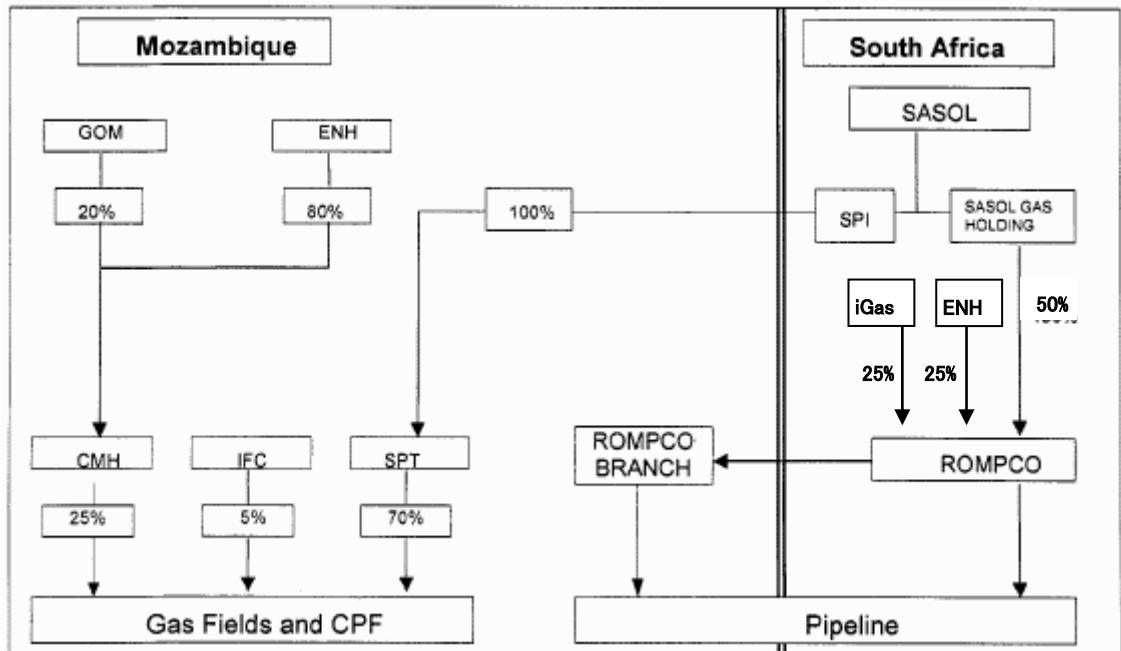 Mozambique
South Africa
SASOL
GOM
ENH
20%
80%
100%
SPI
SASOL GAS
HOLDING
iGas
ENH
50%
25%
25%
CMH
IFC
SPT
ROMPCO
BRANCH
ROMPCO
25%
5%
70%
Gas Fields and CPF
Pipeline